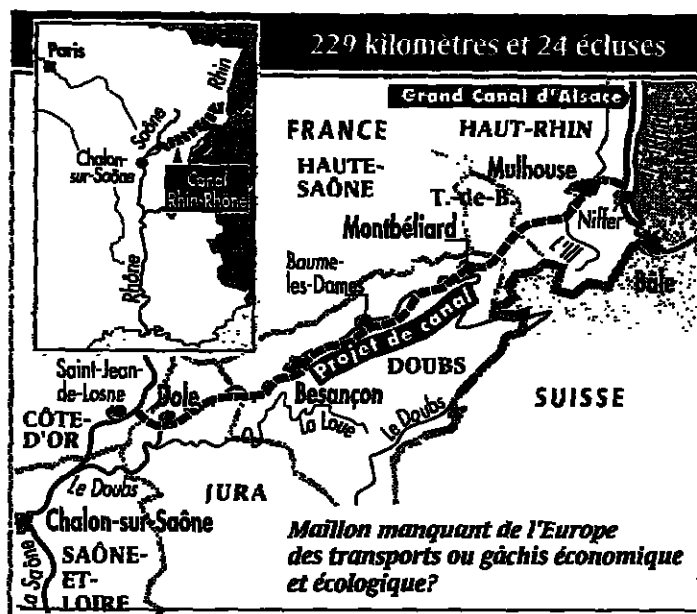 229 kilomètres et 24 écluses
Paris
Rhin
Saône
Chalon-
sur-Saône
Canal
Rhin-Rhône
Rhône
Grand Canal d'Alsace
FRANCE
HAUT-RHIN
HAUTE-
SAÔNE
Mulhouse
T.-de-B.
Niffer
Montbéliard
Baume-
les-Dames
Bâle
Projet de canal
Saint-Jean-
de-Losne
Dole
Besançon
DOUBS
SUISSE
CÔTE-
D'OR
La Loue
Le Doubs
Le Doubs
JURA
Chalon-sur-Saône
La Saône
SAÔNE-
ET-
LOIRE
Maillon manquant de l'Europe
des transports ou gâchis économique
et écologique?